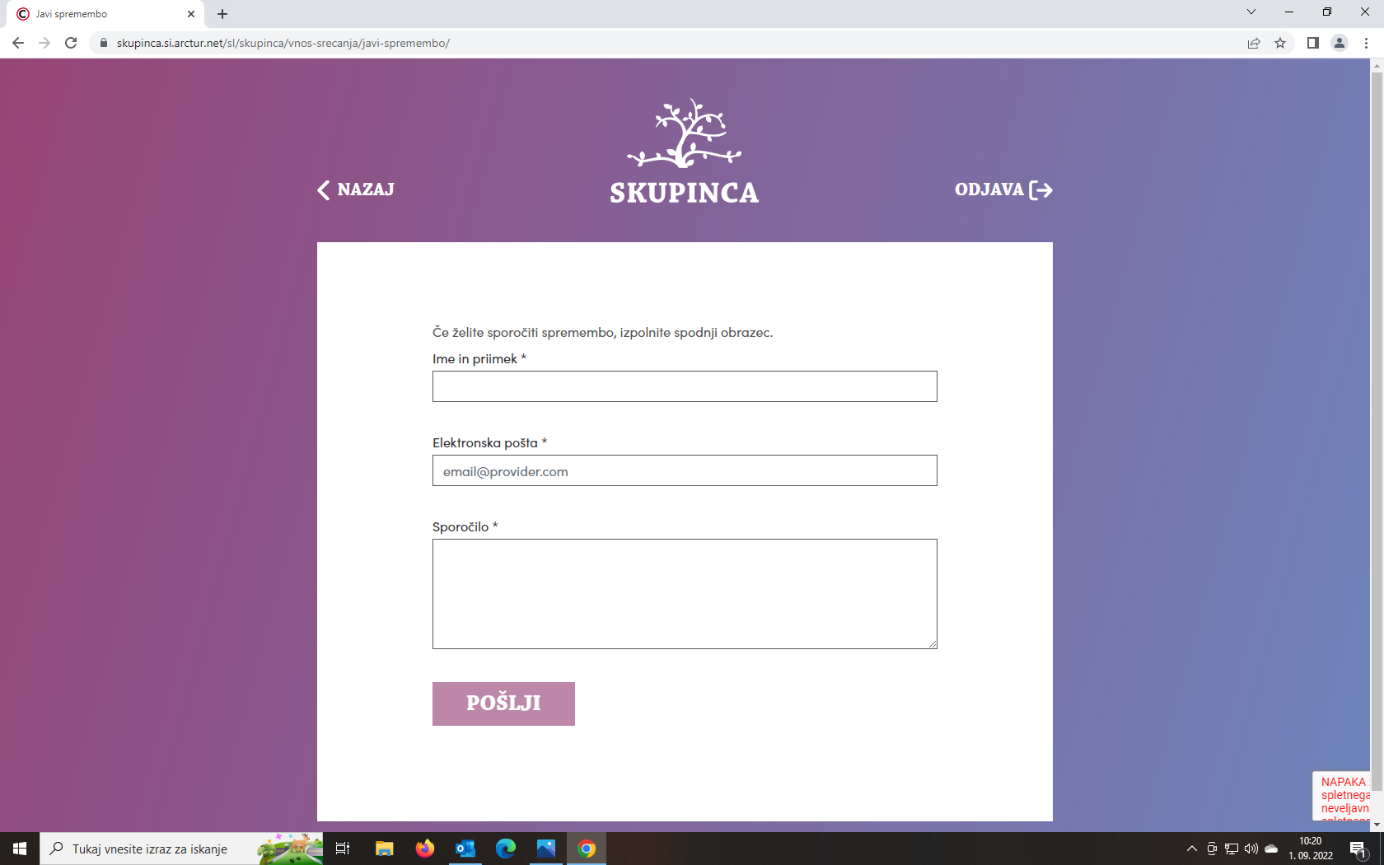 Javi spremembo
skupinca.si.arctur.net/sl/skupinca/vnos-srecanja/javi-spremembo/
NAZAJ
SKUPINCA
ODJAVA
Če želite sporočiti spremembo, izpolnite spodnji obrazec.
Ime in priimek *
Elektronska pošta *
email@provider.com
Sporočilo *
POŠLJI
NAPAKA
spletnega
neveljavn
Tukaj vnesite izraz za iskanje
10:20
1. 09. 2022
1